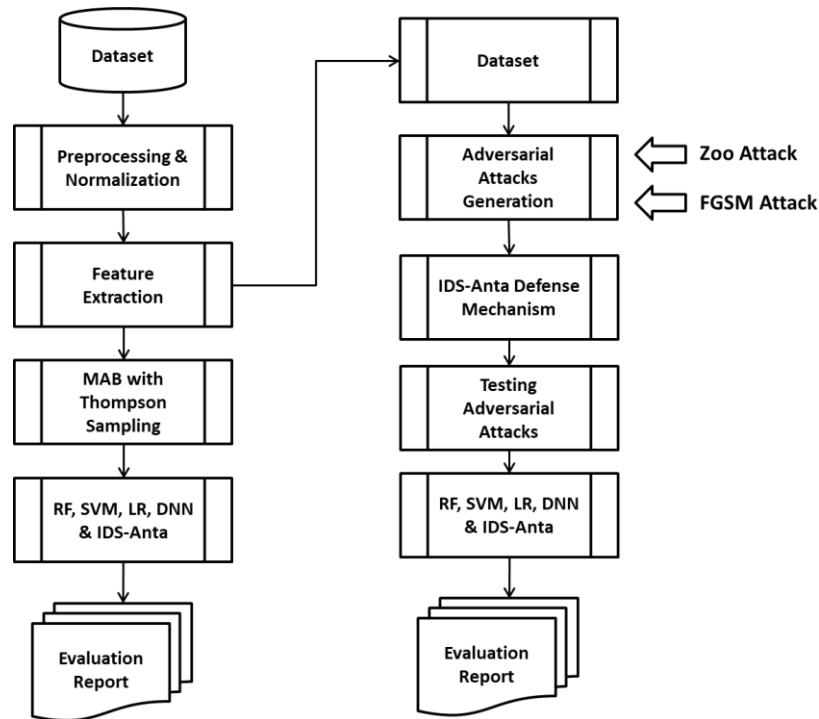 Dataset
Preprocessing &
Normalization
Feature
Extraction
MAB with
Thompson
Sampling
RF, SVM, LR, DNN
& IDS-Anta
Evaluation
Report
Dataset
Adversarial
Attacks
Generation
Zoo Attack
FGSM Attack
IDS-Anta Defense
Mechanism
Testing
Adversarial
Attacks
RF, SVM, LR, DNN
& IDS-Anta
Evaluation
Report